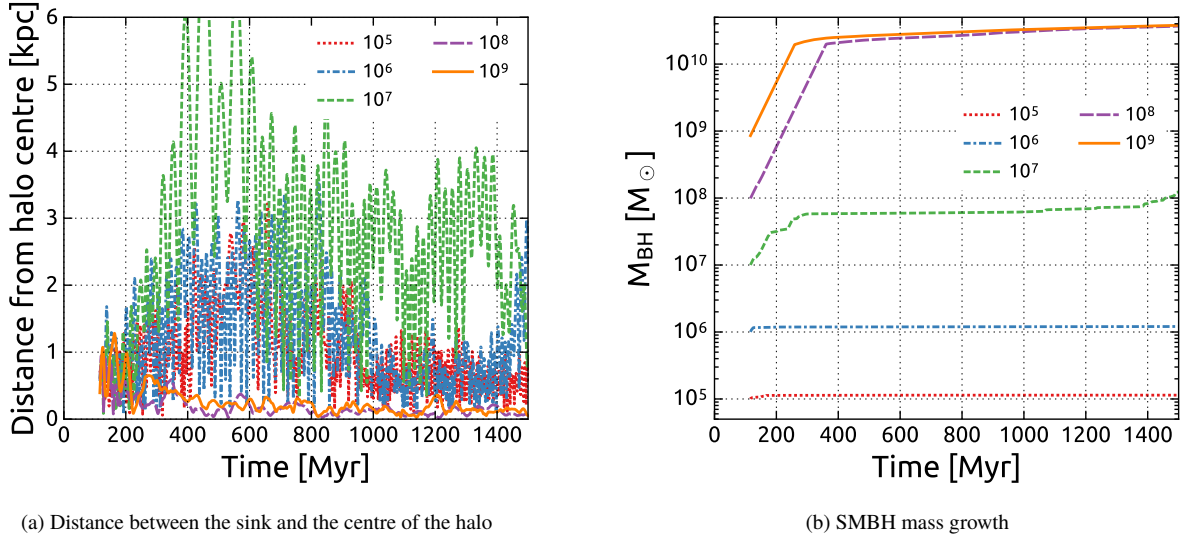 Distance from halo centre [kpc]
6
5
4
3
2
1
0
10⁵
10⁶
10⁷
10⁸
10⁹
0 200 400 600 800 1000 1200 1400
Time [Myr]
(a) Distance between the sink and the centre of the halo
M_BH [M_⊙]
10¹⁰
10⁹
10⁸
10⁷
10⁶
10⁵
10⁵
10⁶
10⁷
10⁸
10⁹
0 200 400 600 800 1000 1200 1400
Time [Myr]
(b) SMBH mass growth